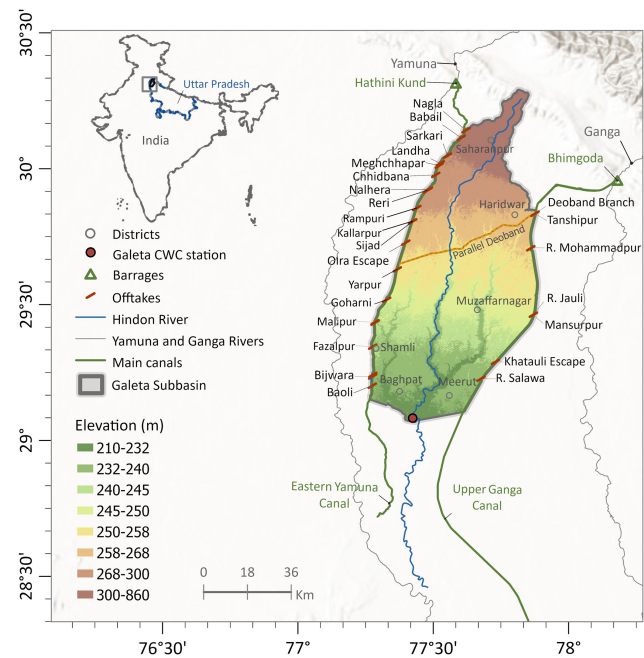 30°30'
30°
29°30'
29°
28°30'
76°30'
77°
77°30'
78°
Uttar Pradesh
India
Districts
Galeta CWC station
Barrages
Offtakes
Hindon River
Yamuna and Ganga Rivers
Main canals
Galeta Subbasin
Elevation (m)
210-232
232-240
240-245
245-250
250-258
258-268
268-300
300-860
0 18 36
Km
Yamuna
Hathini Kund
Nagla
Babail
Sarkari
Landha
Meghchhapar
Chhidbana
Nalhera
Reri
Rampuri
Kallarpur
Sijad
Olra Escape
Yarpur
Goharni
Malipur
Fazalpur
Bijwara
Baoli
Saharanpur
Haridwar
Parallel Deoband
Muzaffarnagar
Shamli
Baghpat
Meerut
Ganga
Bhimgoda
Deoband Branch
Tanshipur
R. Mohammadpur
R. Jauli
Mansurpur
Khatauli Escape
R. Salawa
Eastern Yamuna
Canal
Upper Ganga
Canal